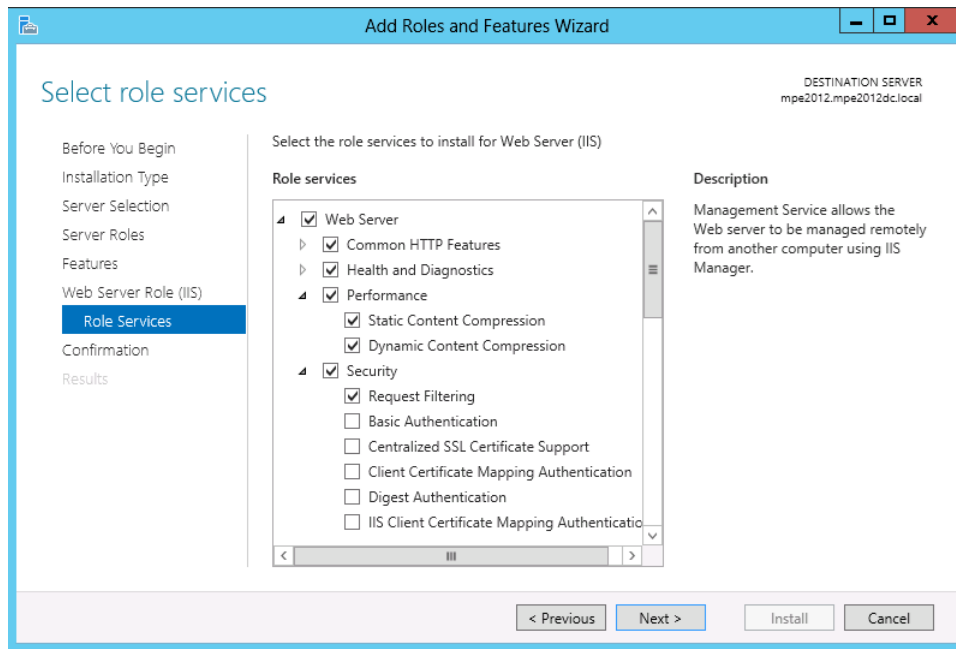 Add Roles and Features Wizard
Select role services
DESTINATION SERVER
mpe2012.mpe2012dc.local
Before You Begin
Installation Type
Server Selection
Server Roles
Features
Web Server Role (IIS)
Role Services
Confirmation
Results
Select the role services to install for Web Server (IIS)
Role services
Web Server
Common HTTP Features
Health and Diagnostics
Performance
Static Content Compression
Dynamic Content Compression
Security
Request Filtering
Basic Authentication
Centralized SSL Certificate Support
Client Certificate Mapping Authentication
Digest Authentication
IIS Client Certificate Mapping Authenticatio
Description
Management Service allows the
Web server to be managed remotely
from another computer using IIS
Manager.
< Previous
Next >
Install
Cancel